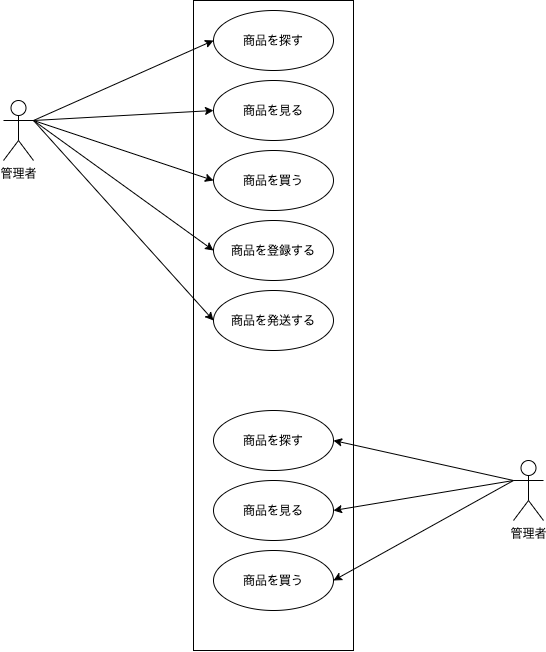 商品を探す
商品を見る
管理者
商品を買う
商品を登録する
商品を発送する
商品を探す
商品を見る
管理者
商品を買う